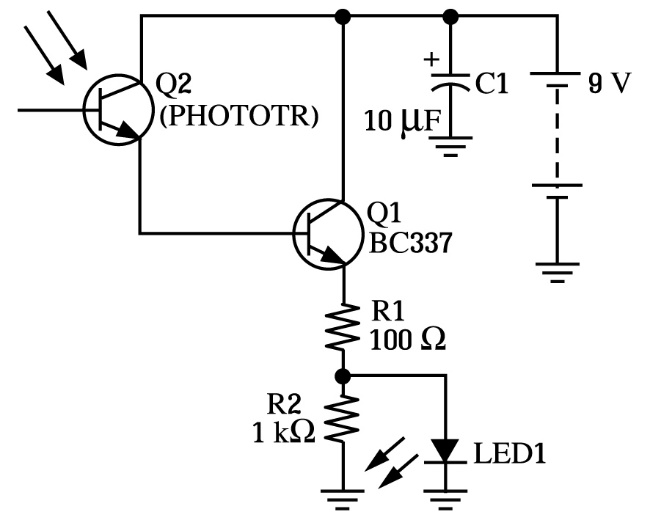 Q2
(PHOTOTR)
+
C1
10 μF
9 V
Q1
BC337
R1
100 Ω
R2
1 kΩ
LED1